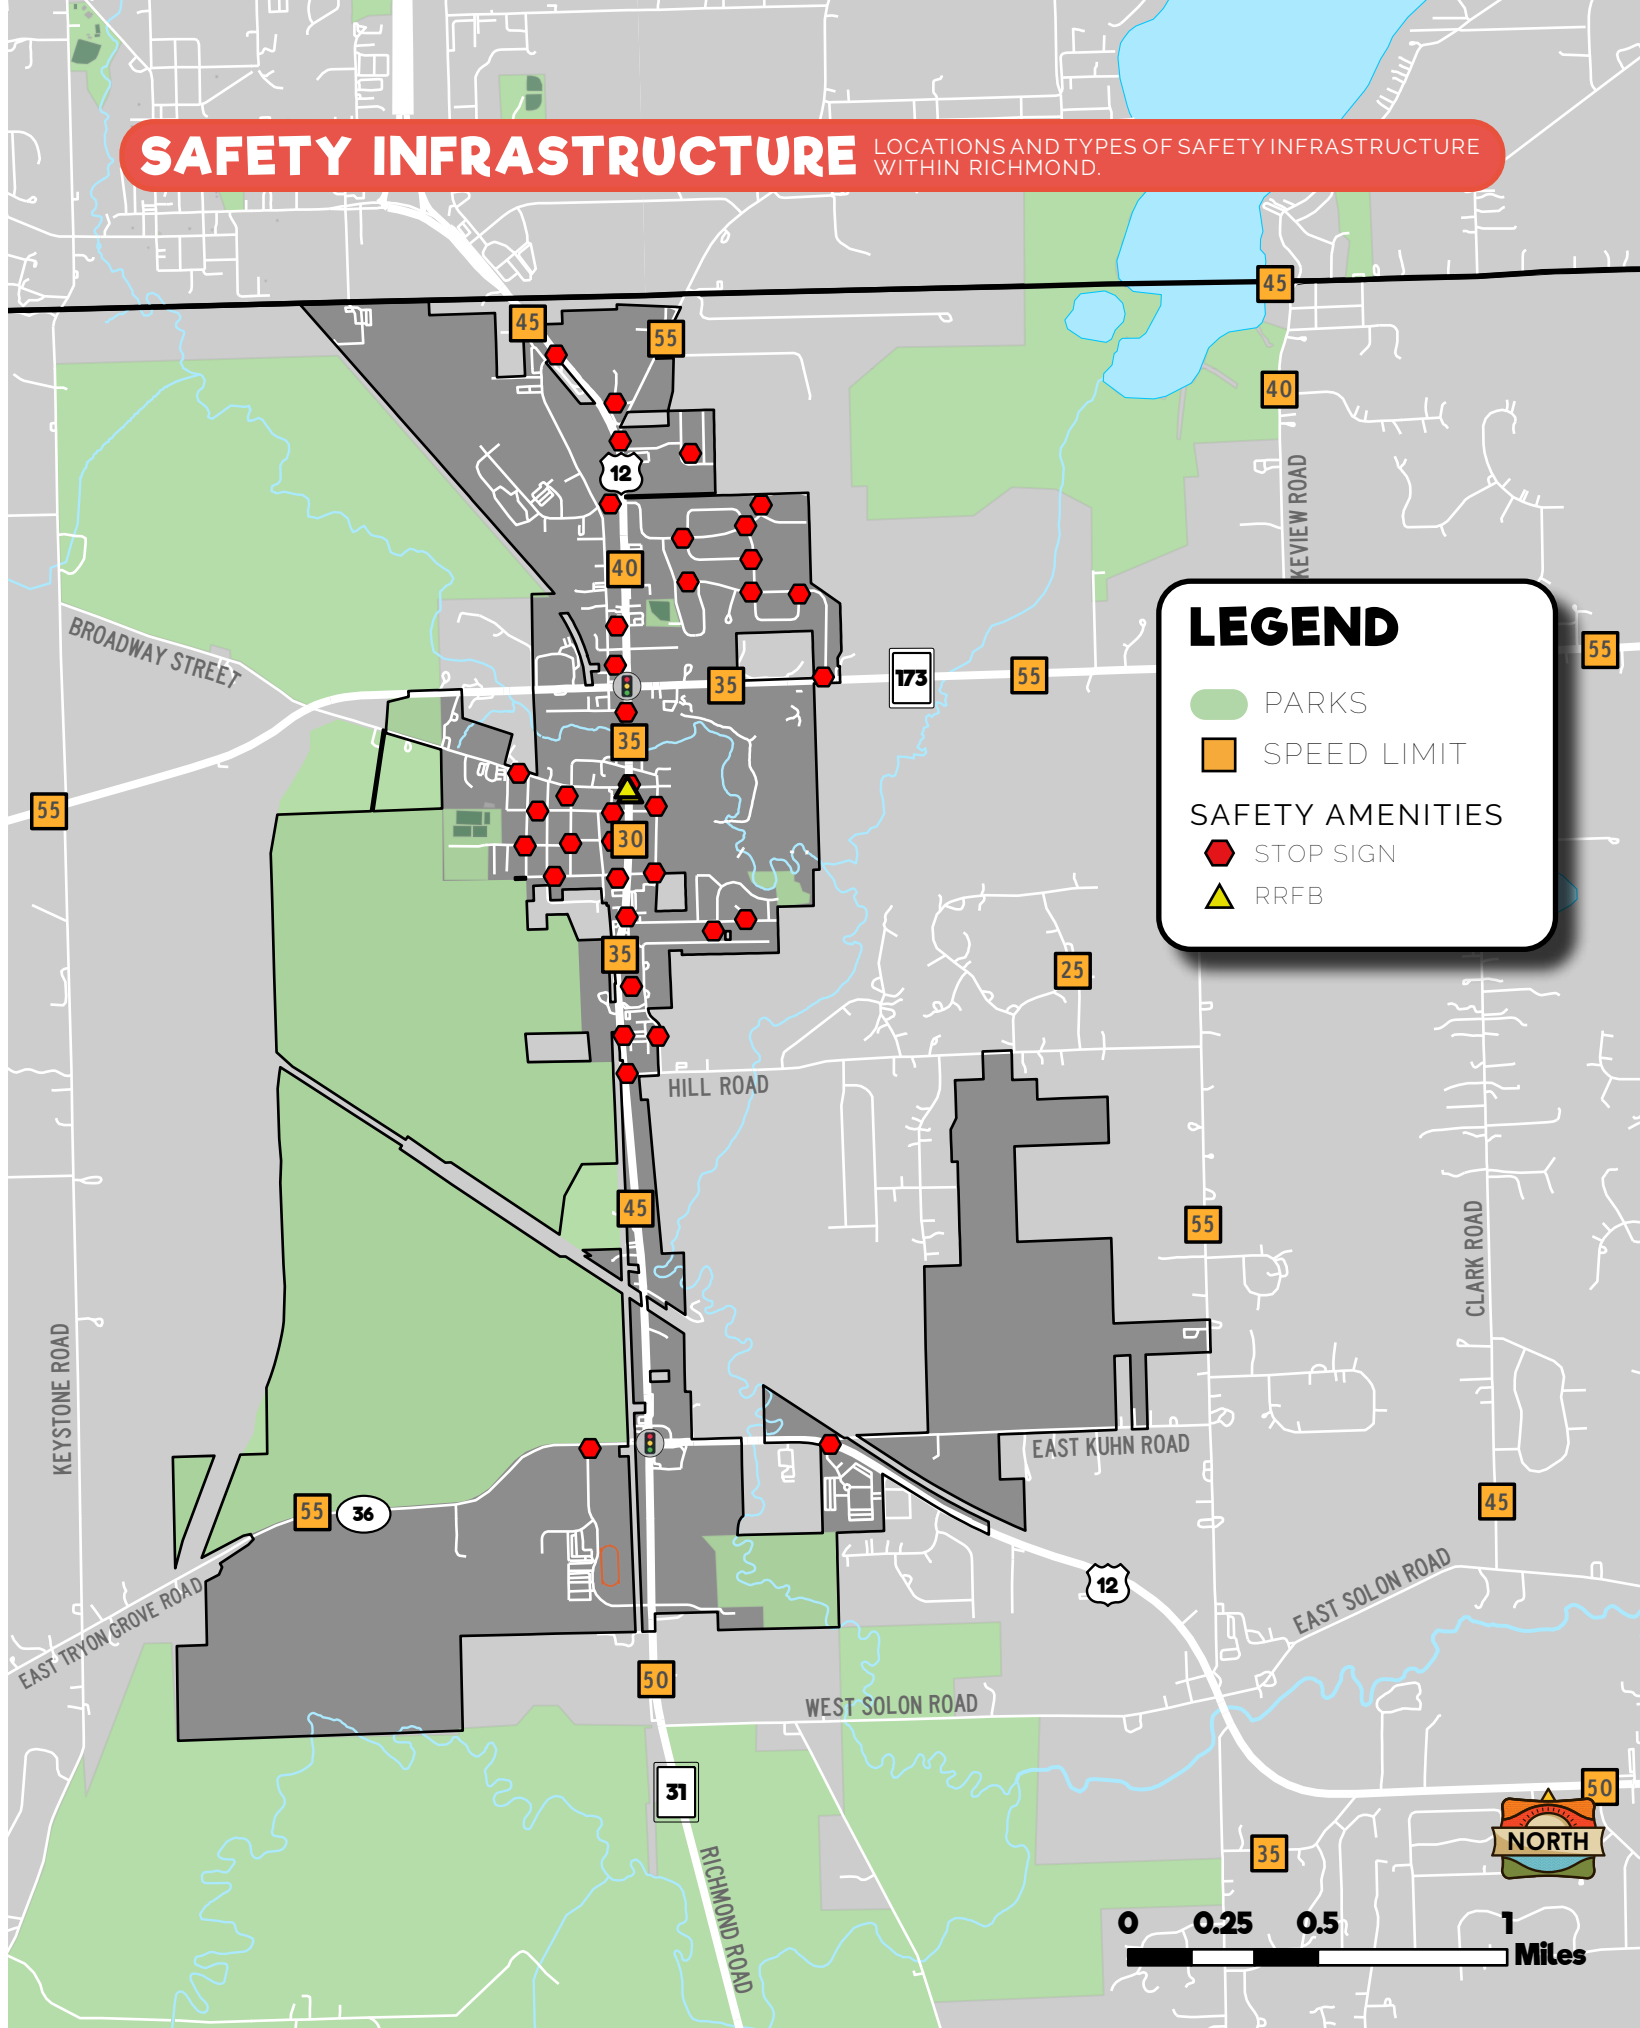 SAFETY INFRASTRUCTURE
LOCATIONS AND TYPES OF SAFETY INFRASTRUCTURE
WITHIN RICHMOND.
45
45
55
40
12
KEVIEW ROAD
40
BROADWAY STREET
LEGEND
PARKS
SPEED LIMIT
SAFETY AMENITIES
STOP SIGN
RRFB
55
35
173
55
35
55
30
35
25
HILL ROAD
45
55
CLARK ROAD
KEYSTONE ROAD
EAST KUHN ROAD
45
55
36
12
EAST SOLON ROAD
EAST TRYON GROVE ROAD
50
WEST SOLON ROAD
31
50
NORTH
35
RICHMOND ROAD
0 0.25 0.5 1
Miles